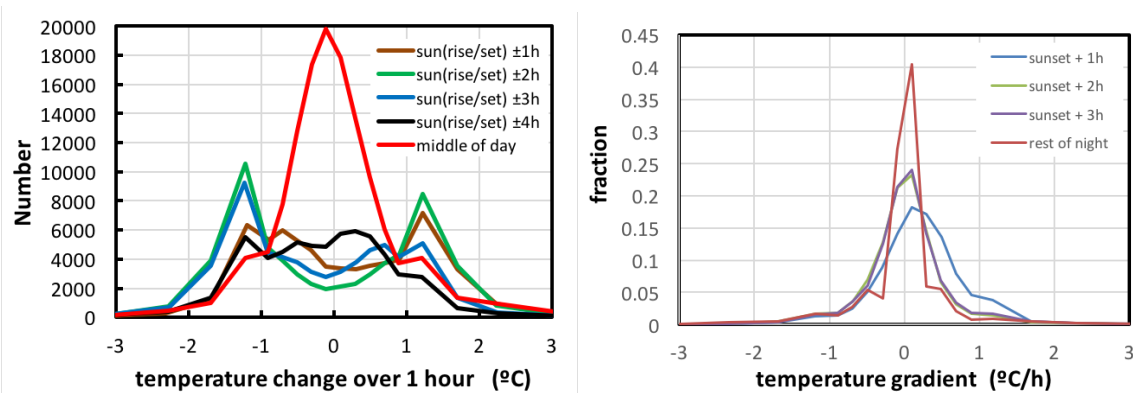 20000
18000
16000
14000
12000
10000
8000
6000
4000
2000
0
Number
sun(rise/set) ±1h
sun(rise/set) ±2h
sun(rise/set) ±3h
sun(rise/set) ±4h
middle of day
-3 -2 -1 0 1 2 3
temperature change over 1 hour (ºC)
0.45
0.4
0.35
0.3
0.25
0.2
0.15
0.1
0.05
0
fraction
sunset + 1h
sunset + 2h
sunset + 3h
rest of night
-3 -2 -1 0 1 2 3
temperature gradient (ºC/h)